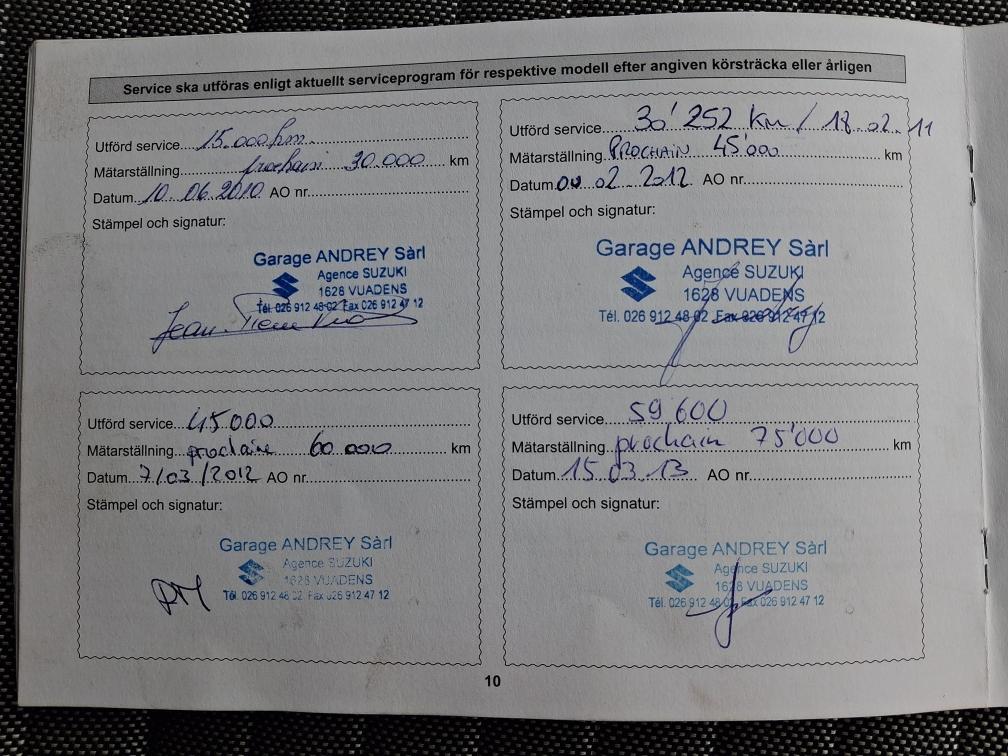 Service ska utföras enligt aktuellt serviceprogram för respektive modell efter angiven körsträcka eller årligen
Utförd service 15.000 km
Mätarställning prochain 30.000 km
Datum 10.06.2010 AO nr.
Stämpel och signatur:
Garage ANDREY Sàrl
Agence SUZUKI
1628 VUADENS
Tél. 026 912 48 02 Fax 026 912 47 12
Utförd service 30'252 km / 18.02.11
Mätarställning PROCHAIN 45'000 km
Datum 02.2012 AO nr.
Stämpel och signatur:
Garage ANDREY Sàrl
Agence SUZUKI
1628 VUADENS
Tél. 026 912 48 02 Fax 026 912 47 12
Utförd service 45000
Mätarställning prochaine 60 000 km
Datum 7/03/2012 AO nr.
Stämpel och signatur:
Garage ANDREY Sàrl
Agence SUZUKI
1628 VUADENS
Tél. 026 912 48 02 Fax 026 912 47 12
Utförd service 59 600
Mätarställning prochain 75'000 km
Datum 15.03.13 AO nr.
Stämpel och signatur:
Garage ANDREY Sàrl
Agence SUZUKI
1628 VUADENS
Tél. 026 912 48 02 Fax 026 912 47 12
10